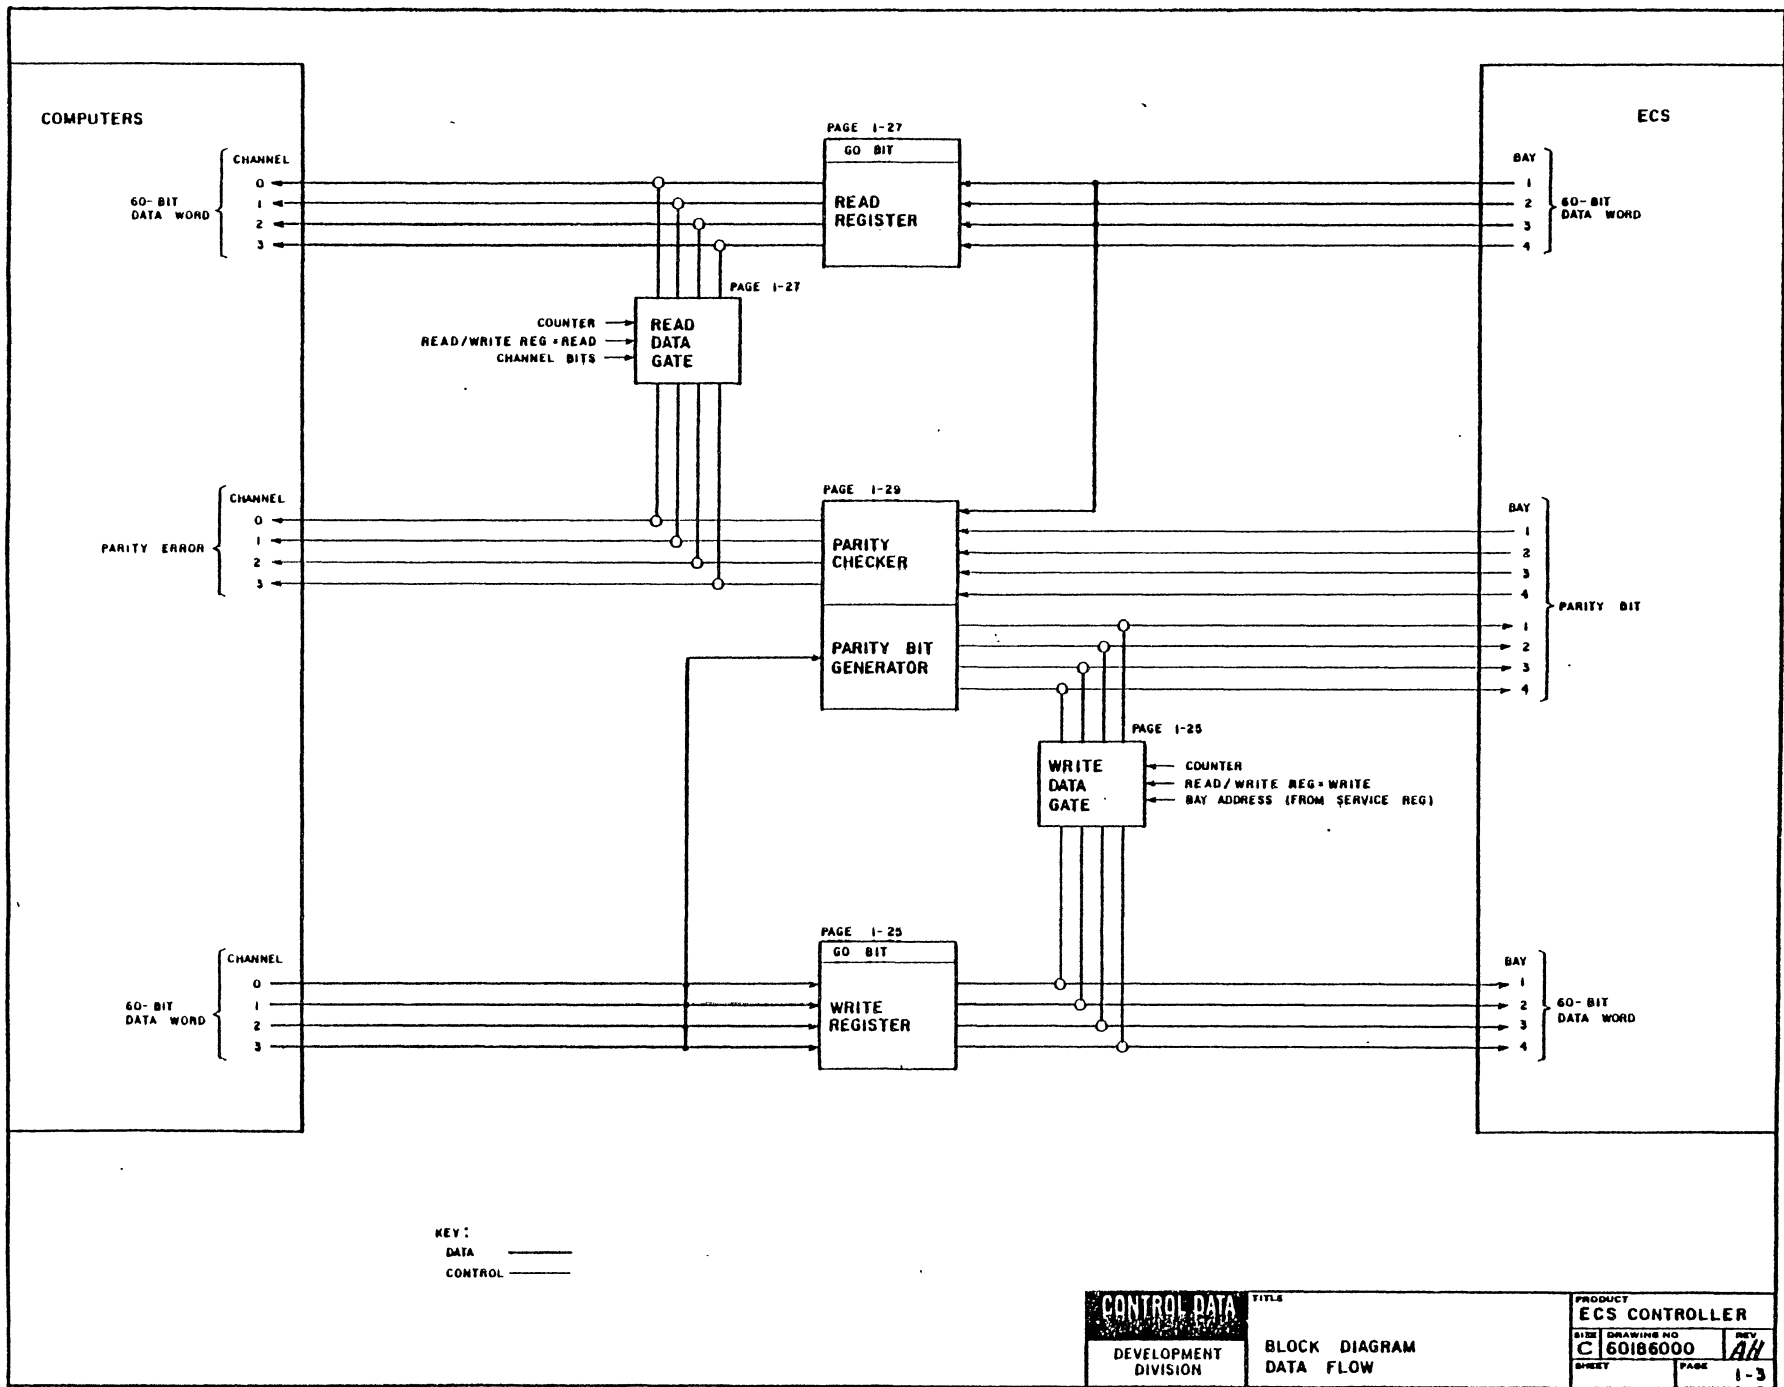 COMPUTERS
ECS
PAGE 1-27
GO BIT
READ
REGISTER
CHANNEL
0
1
2
3
60-BIT
DATA WORD
BAY
1
2
3
4
60-BIT
DATA WORD
PAGE 1-27
COUNTER
READ/WRITE REG=READ
CHANNEL BITS
READ
DATA
GATE
CHANNEL
0
1
2
3
PARITY ERROR
PAGE 1-29
PARITY
CHECKER
PARITY BIT
GENERATOR
BAY
1
2
3
4
1
2
3
4
PARITY BIT
PAGE 1-25
WRITE
DATA
GATE
COUNTER
READ/WRITE REG=WRITE
BAY ADDRESS (FROM SERVICE REG)
PAGE 1-25
GO BIT
WRITE
REGISTER
CHANNEL
0
1
2
3
60-BIT
DATA WORD
BAY
1
2
3
4
60-BIT
DATA WORD
KEY:
DATA
CONTROL
CONTROL DATA
DEVELOPMENT
DIVISION
TITLE
BLOCK DIAGRAM
DATA FLOW
PRODUCT
ECS CONTROLLER
SIZE DRAWING NO REV
C 60186000 AH
SHEET PAGE
1-3